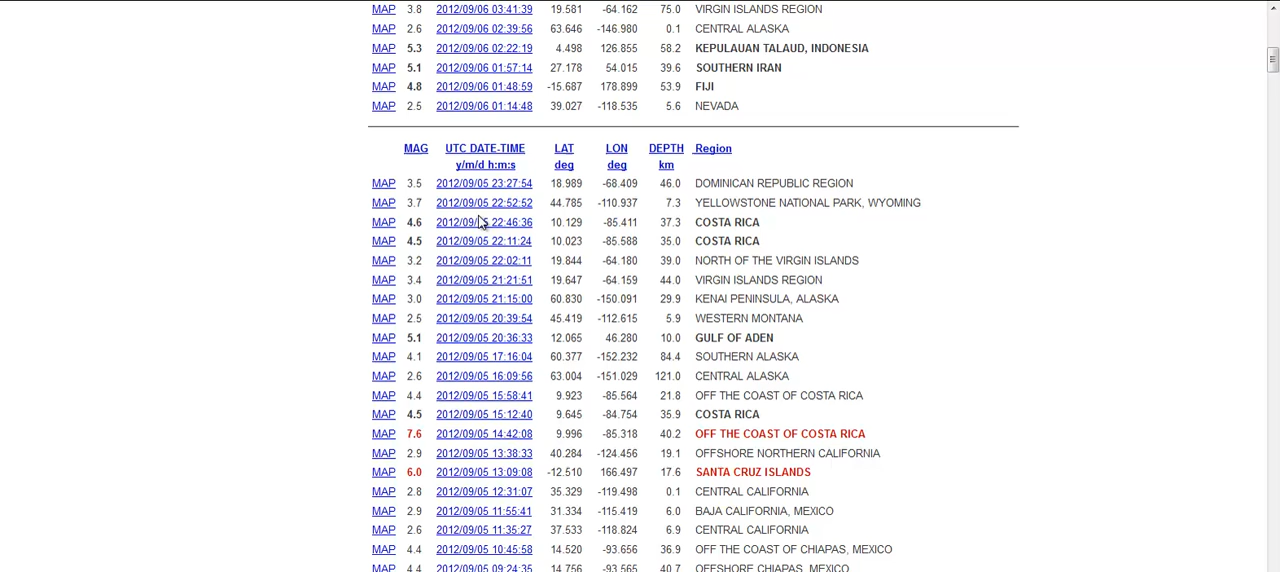 MAP 3.8 2012/09/06 03:41:39 19.581 -64.162 75.0 VIRGIN ISLANDS REGION
MAP 2.6 2012/09/06 02:39:56 63.646 -146.980 0.1 CENTRAL ALASKA
MAP 5.3 2012/09/06 02:22:19 4.498 126.855 58.2 KEPULAUAN TALAUD, INDONESIA
MAP 5.1 2012/09/06 01:57:14 27.178 54.015 39.6 SOUTHERN IRAN
MAP 4.8 2012/09/06 01:48:59 -15.687 178.899 53.9 FIJI
MAP 2.5 2012/09/06 01:14:48 39.027 -118.535 5.6 NEVADA
MAG UTC DATE-TIME LAT LON DEPTH Region
y/m/d h:m:s deg deg km
MAP 3.5 2012/09/05 23:27:54 18.989 -68.409 46.0 DOMINICAN REPUBLIC REGION
MAP 3.7 2012/09/05 22:52:52 44.785 -110.937 7.3 YELLOWSTONE NATIONAL PARK, WYOMING
MAP 4.6 2012/09/05 22:46:36 10.129 -85.411 37.3 COSTA RICA
MAP 4.5 2012/09/05 22:11:24 10.023 -85.588 35.0 COSTA RICA
MAP 3.2 2012/09/05 22:02:11 19.844 -64.180 39.0 NORTH OF THE VIRGIN ISLANDS
MAP 3.4 2012/09/05 21:21:51 19.647 -64.159 44.0 VIRGIN ISLANDS REGION
MAP 3.0 2012/09/05 21:15:00 60.830 -150.091 29.9 KENAI PENINSULA, ALASKA
MAP 2.5 2012/09/05 20:39:54 45.419 -112.615 5.9 WESTERN MONTANA
MAP 5.1 2012/09/05 20:36:33 12.065 46.280 10.0 GULF OF ADEN
MAP 4.1 2012/09/05 17:16:04 60.377 -152.232 84.4 SOUTHERN ALASKA
MAP 2.6 2012/09/05 16:09:56 63.004 -151.029 121.0 CENTRAL ALASKA
MAP 4.4 2012/09/05 15:58:41 9.923 -85.564 21.8 OFF THE COAST OF COSTA RICA
MAP 4.5 2012/09/05 15:12:40 9.645 -84.754 35.9 COSTA RICA
MAP 7.6 2012/09/05 14:42:08 9.996 -85.318 40.2 OFF THE COAST OF COSTA RICA
MAP 2.9 2012/09/05 13:38:33 40.284 -124.456 19.1 OFFSHORE NORTHERN CALIFORNIA
MAP 6.0 2012/09/05 13:09:08 -12.510 166.497 17.6 SANTA CRUZ ISLANDS
MAP 2.8 2012/09/05 12:31:07 35.329 -119.498 0.1 CENTRAL CALIFORNIA
MAP 2.9 2012/09/05 11:55:41 31.334 -115.419 6.0 BAJA CALIFORNIA, MEXICO
MAP 2.6 2012/09/05 11:35:27 37.533 -118.824 6.9 CENTRAL CALIFORNIA
MAP 4.4 2012/09/05 10:45:58 14.520 -93.656 36.9 OFF THE COAST OF CHIAPAS, MEXICO
MAP 4.4 2012/09/05 09:24:35 14.756 -93.565 40.7 OFFSHORE CHIAPAS, MEXICO